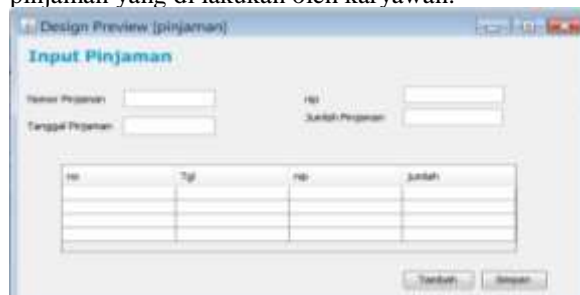 pinjaman yang di lakukan oleh karyawan.
Design Preview [pinjaman]
Input Pinjaman
Nomor Pinjaman
nip
Tanggal Pinjaman
Jumlah Pinjaman
no Tgl nip jumlah
Tambah Simpan